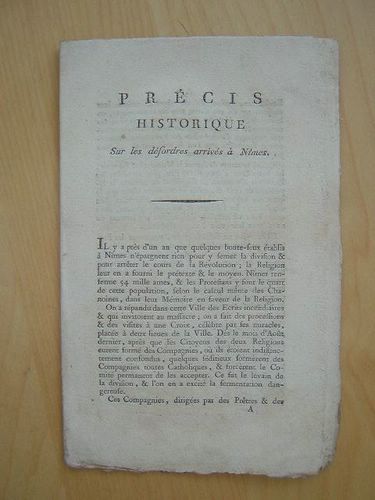 PRÉCIS
HISTORIQUE
Sur les désordres arrivés à Nîmes.
IL y a près d'un an que quelques boute-feux établis
à Nîmes n'épargnent rien pour y semer la division &
pour arrêter le cours de la Révolution; la Religion
leur en a fourni le prétexte & le moyen. Nîmes ren-
ferme 54 mille ames, & les Protestans y font le quart
de cette population, selon le calcul même des Cha-
noines, dans leur Mémoire en faveur de la Religion.
On a répandu dans cette Ville des Ecrits incendiaires
& qui invitoient au massacre; on a fait des processions
& des visites à une Croix, célèbre par ses miracles,
placée à deux lieues de la Ville. Dès le mois d'Août
dernier, après que les Citoyens des deux Religions
eurent formé des Compagnies, où ils étoient indistinc-
tement confondus, quelques séditieux formèrent des
Compagnies toutes Catholiques, & forcèrent le Co-
mité permanent de les accepter. Ce fut le levain de
la division, & l'on en a excité la fermentation dan-
gereuse.
Ces Compagnies, dirigées par des Prêtres & des
A